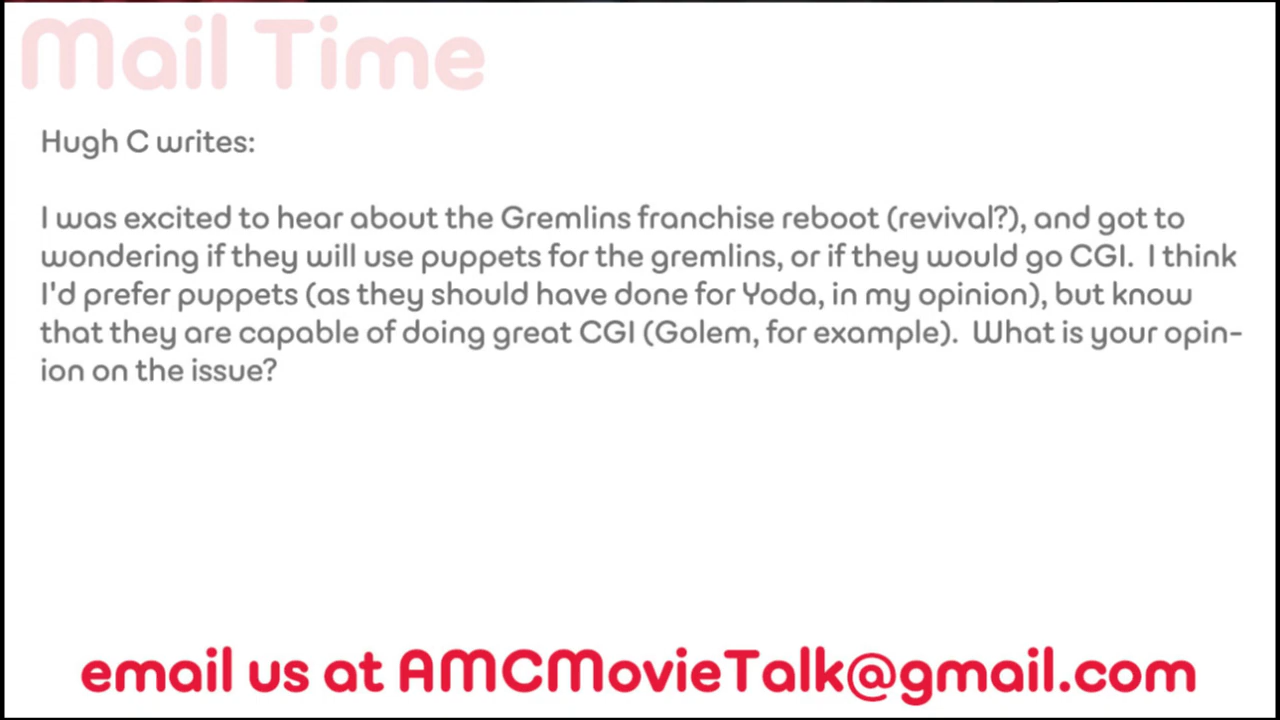 Mail Time
Hugh C writes:
I was excited to hear about the Gremlins franchise reboot (revival?), and got to
wondering if they will use puppets for the gremlins, or if they would go CGI.  I think
I'd prefer puppets (as they should have done for Yoda, in my opinion), but know
that they are capable of doing great CGI (Golem, for example).  What is your opin-
ion on the issue?
email us at AMCMovieTalk@gmail.com